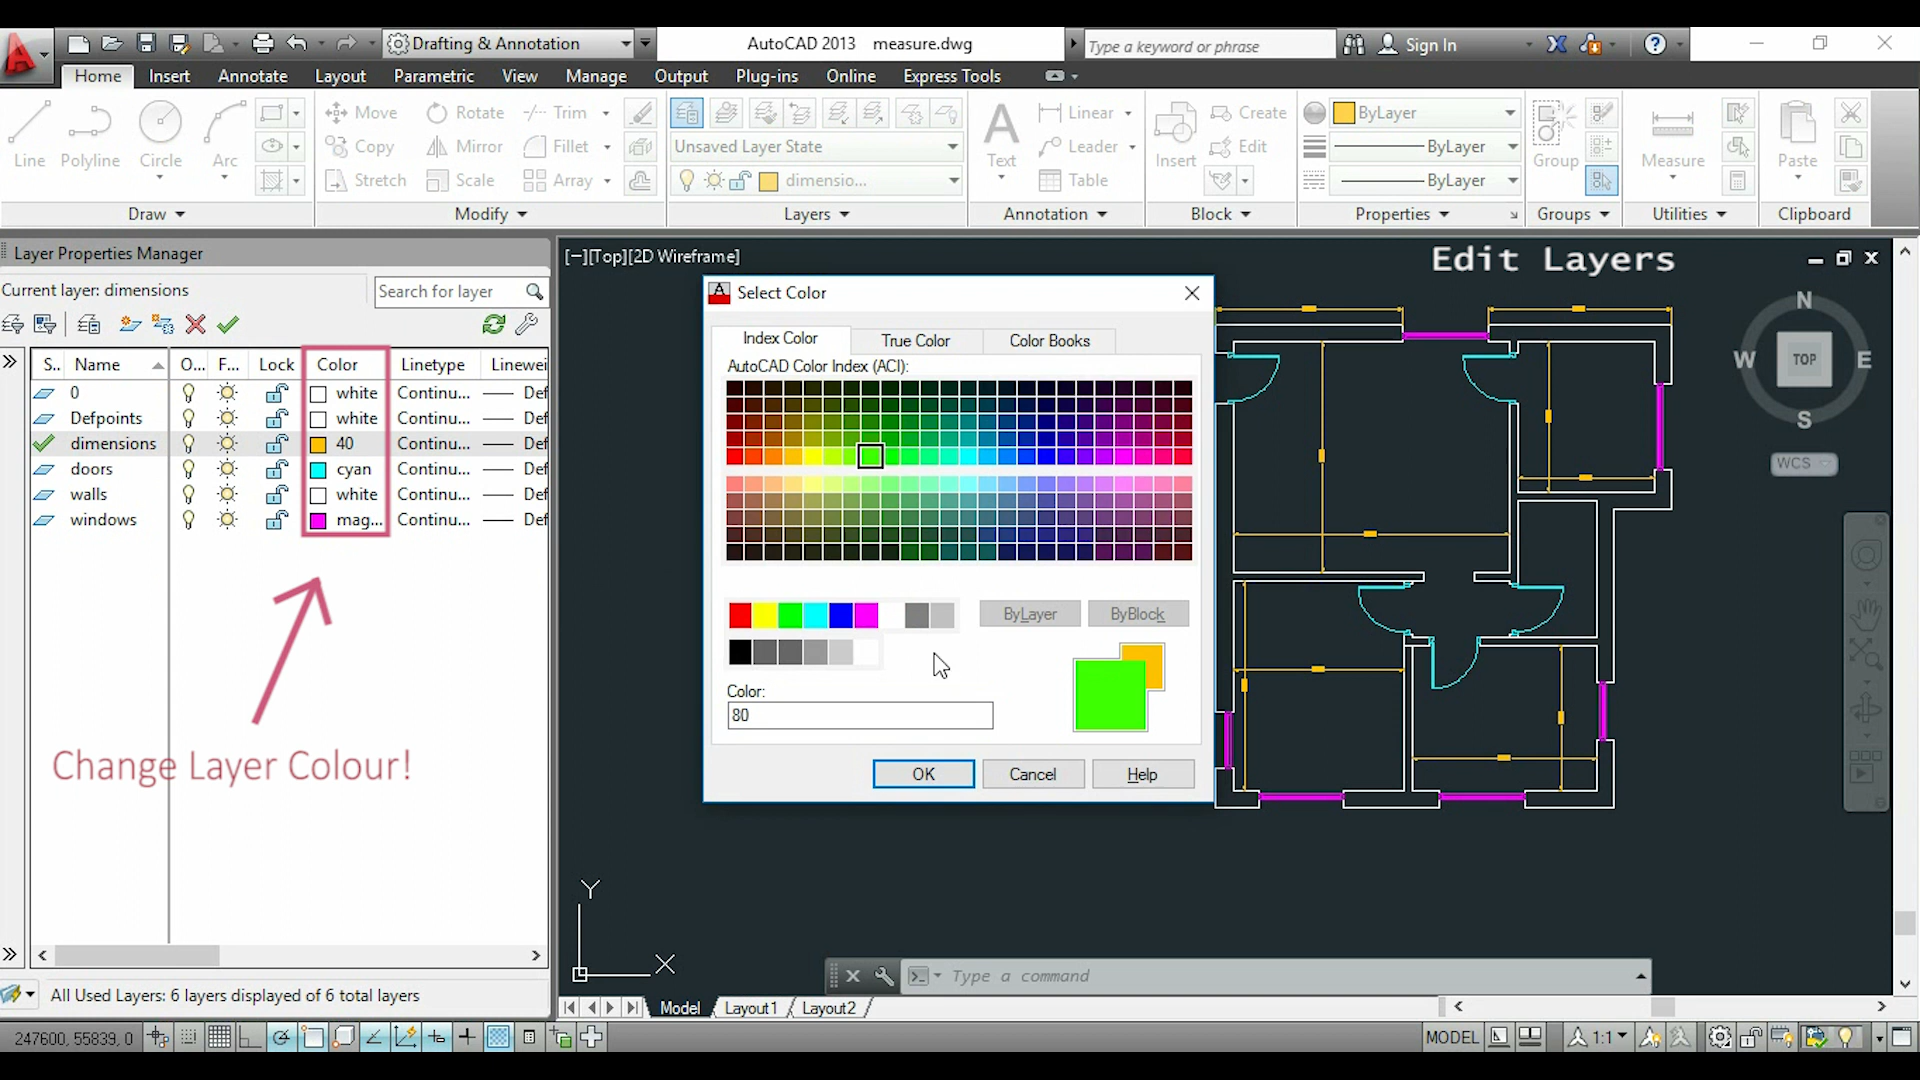 Drafting & Annotation
AutoCAD 2013 measure.dwg
Type a keyword or phrase
Sign In
Home Insert Annotate Layout Parametric View Manage Output Plug-ins Online Express Tools
Line Polyline Circle Arc
Draw
Move Rotate Trim
Copy Mirror Fillet
Stretch Scale Array
Modify
Unsaved Layer State
dimensio...
Layers
Text
Linear
Leader
Table
Annotation
Insert
Create
Edit
Block
ByLayer
ByLayer
ByLayer
Properties
Group
Groups
Measure
Utilities
Paste
Clipboard
Layer Properties Manager
Current layer: dimensions
Search for layer
S.. Name O... F... Lock Color Linetype Linewei
0 white Continu... Def
Defpoints white Continu... Def
dimensions 40 Continu... Def
doors cyan Continu... Def
walls white Continu... Def
windows mag... Continu... Def
Change Layer Colour!
All Used Layers: 6 layers displayed of 6 total layers
[−][Top][2D Wireframe]
Edit Layers
Select Color
Index Color True Color Color Books
AutoCAD Color Index (ACI):
ByLayer ByBlock
Color:
80
OK Cancel Help
N
W TOP E
S
WCS
Y
X
Type a command
Model Layout1 Layout2
247600, 55839, 0
MODEL
1:1